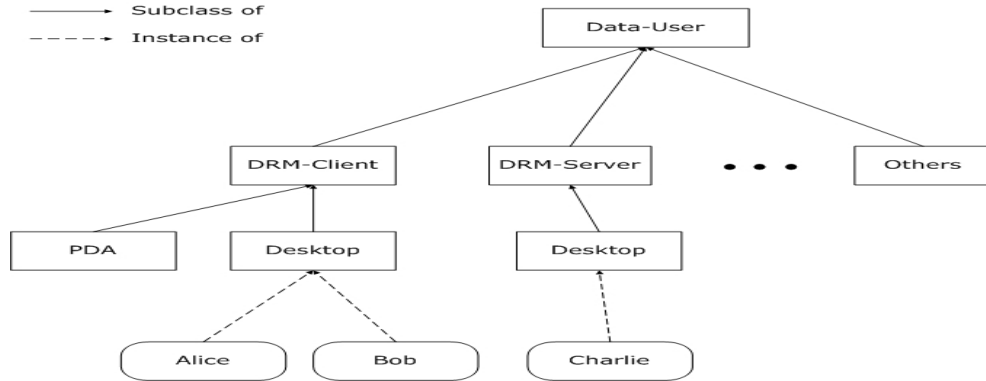 Subclass of
Instance of
Data-User
DRM-Client
DRM-Server
Others
PDA
Desktop
Desktop
Alice
Bob
Charlie